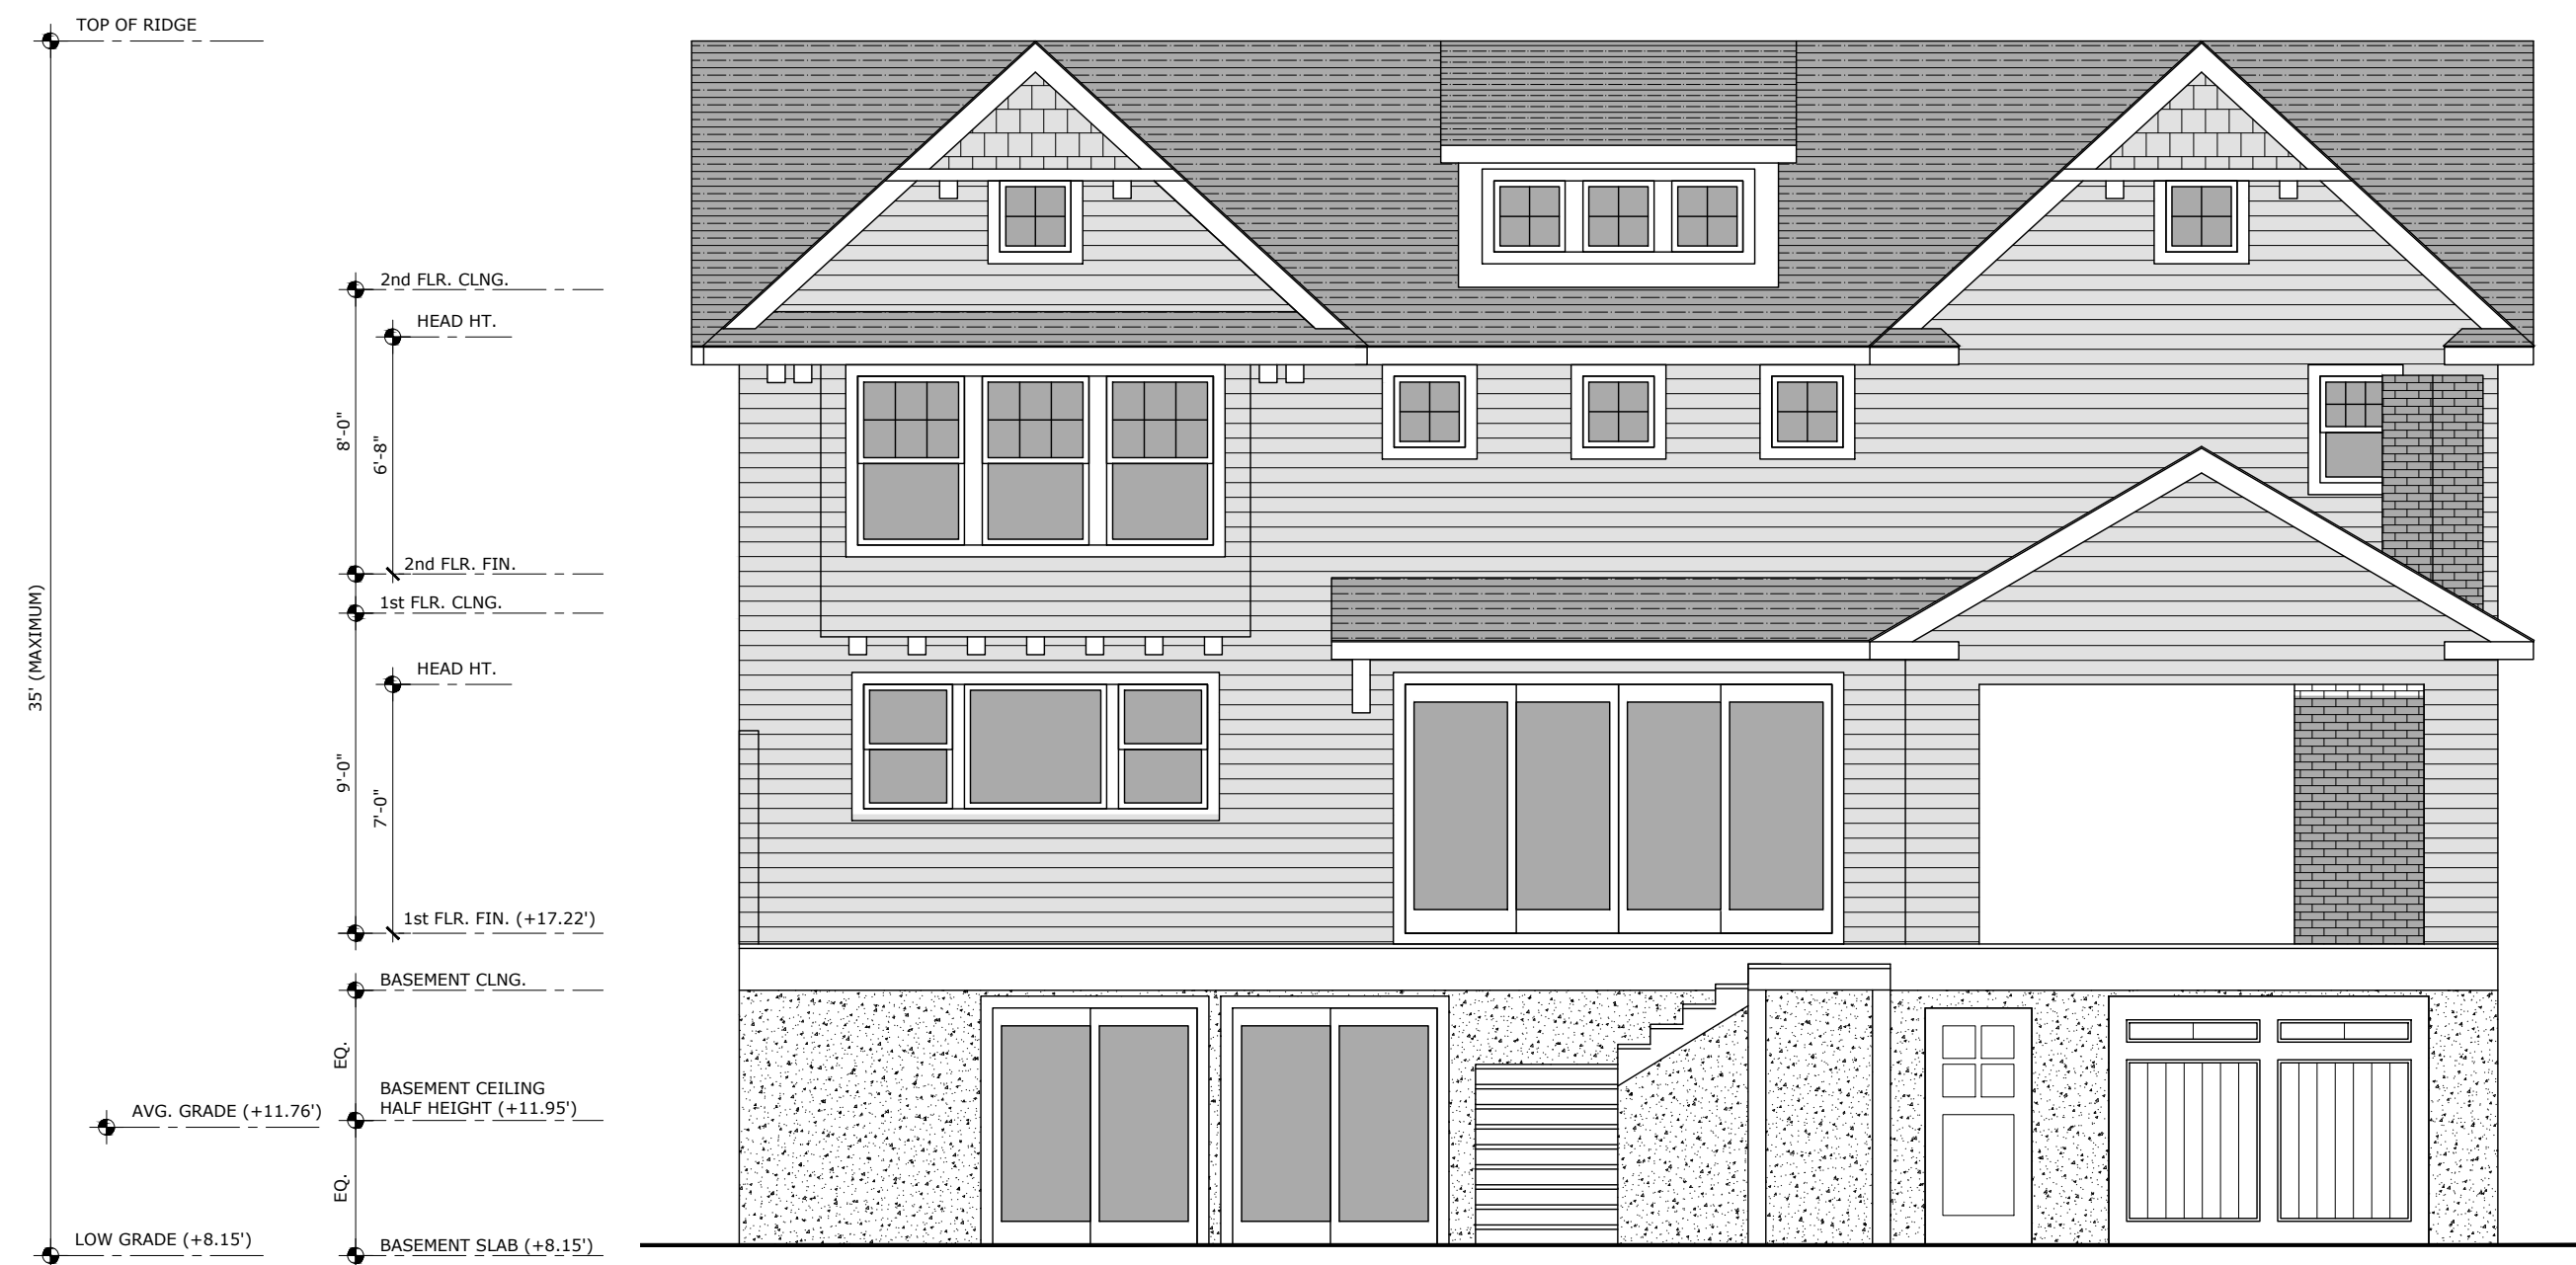 TOP OF RIDGE
2nd FLR. CLNG.
HEAD HT.
8'-0"
6'-8"
2nd FLR. FIN.
1st FLR. CLNG.
35' (MAXIMUM)
HEAD HT.
9'-0"
7'-0"
1st FLR. FIN. (+17.22')
BASEMENT CLNG.
EQ.
BASEMENT CEILING
HALF HEIGHT (+11.95')
AVG. GRADE (+11.76')
EQ.
LOW GRADE (+8.15')
BASEMENT SLAB (+8.15')